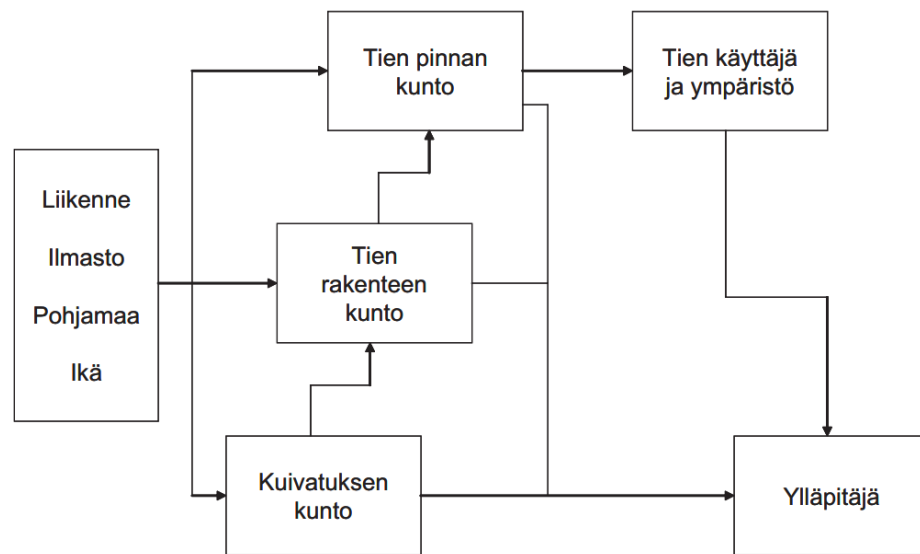 Tien pinnan
kunto
Tien käyttäjä
ja ympäristö
Liikenne
Ilmasto
Pohjamaa
Ikä
Tien
rakenteen
kunto
Kuivatuksen
kunto
Ylläpitäjä